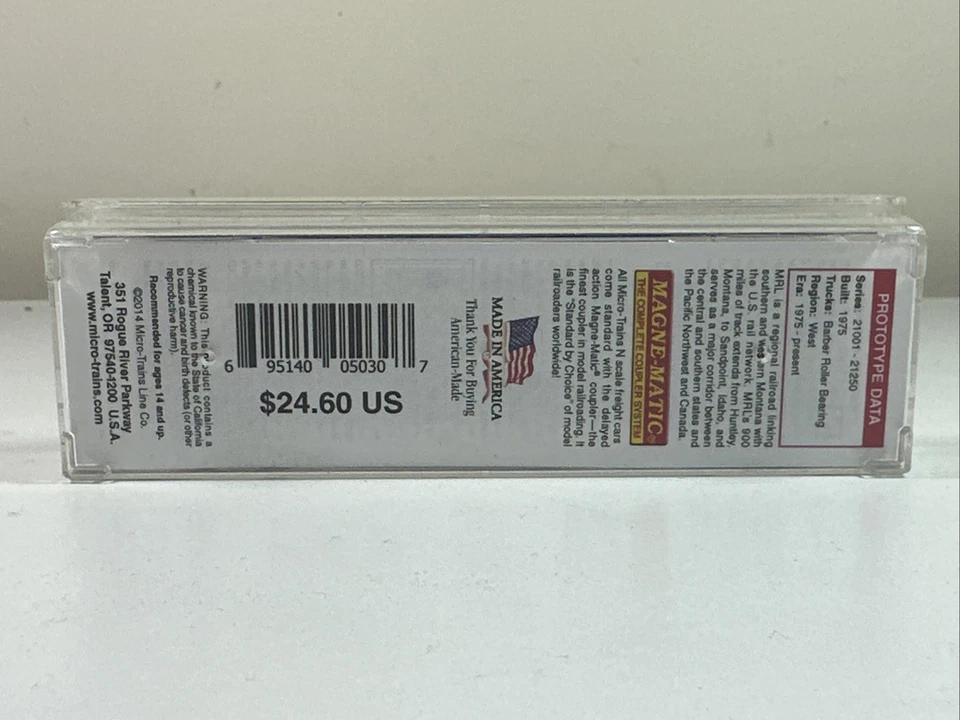 PROTOTYPE DATA
Series: 21001 - 21250
Built: 1975
Trucks: Barber Roller Bearing
Region: West
Era: 1975 - present
MRL is a regional railroad linking
southern and Western Montana with
the U.S. rail network. MRL's 900
miles of track extends from Huntley,
Montana, to Sandpoint, Idaho, and
serves as a major corridor between
the central and southern states and
the Pacific Northwest and Canada.
MAGNE-MATIC®
THE COMPLETE COUPLER SYSTEM
All Micro-Trains N scale freight cars
come standard with the delayed
action Magne-Matic® coupler—the
finest coupler in model railroading. It
is the "Standard by Choice" of model
railroaders worldwide!
MADE IN AMERICA
Thank You For Buying
American-Made
6 95140 05030 7
$24.60 US
WARNING: This product contains a
chemical known to the State of California
to cause cancer and birth defects (or other
reproductive harm).
Recommended for ages 14 and up.
©2014 Micro-Trains Line Co.
351 Rogue River Parkway
Talent, OR 97540-1200 U.S.A.
www.micro-trains.com